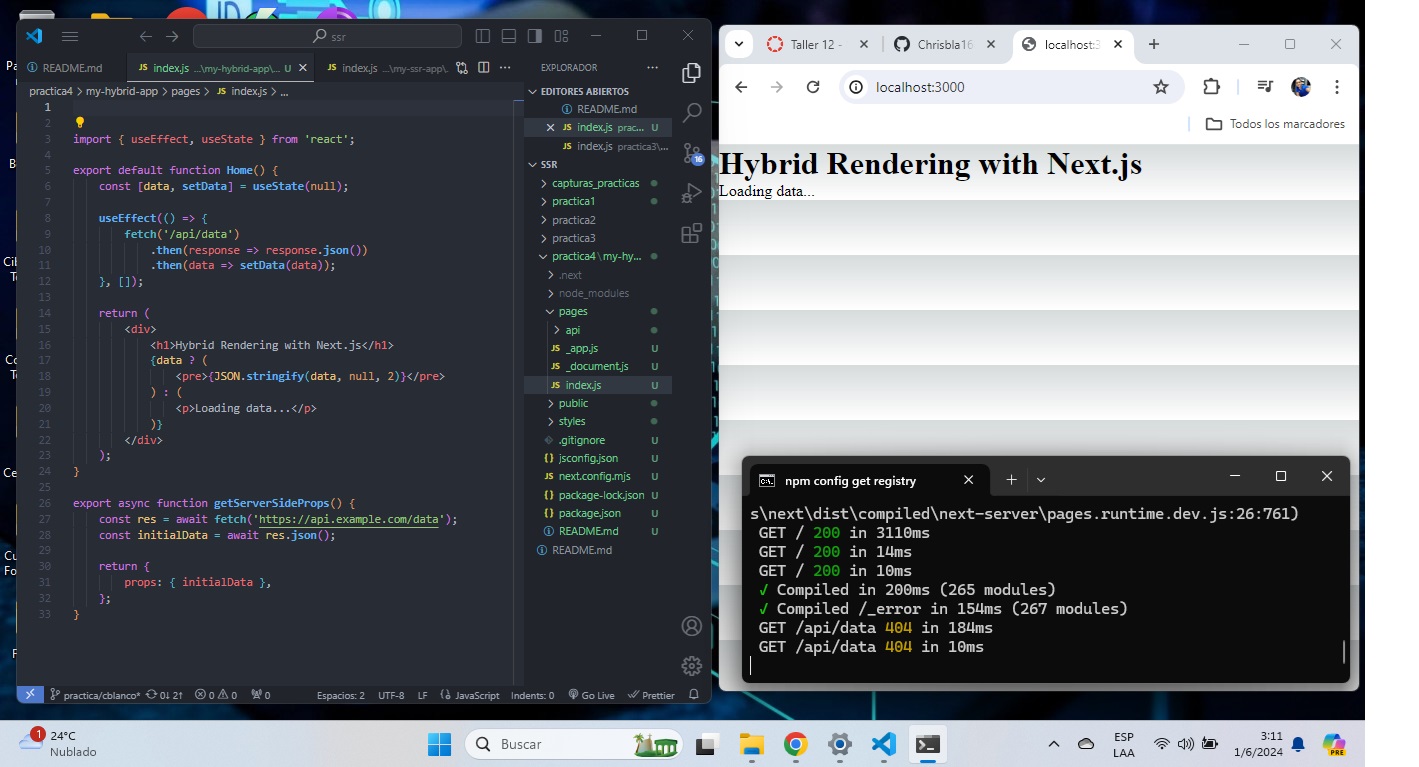 ssr
README.md
index.js ...\my-hybrid-app\... U
index.js ...\my-ssr-app\...
practica4 > my-hybrid-app > pages > JS index.js > ...
1
2
3 import { useEffect, useState } from 'react';
4
5 export default function Home() {
6 const [data, setData] = useState(null);
7
8 useEffect(() => {
9 fetch('/api/data')
10 .then(response => response.json())
11 .then(data => setData(data));
12 }, []);
13
14 return (
15 <div>
16 <h1>Hybrid Rendering with Next.js</h1>
17 {data ? (
18 <pre>{JSON.stringify(data, null, 2)}</pre>
19 ) : (
20 <p>Loading data...</p>
21 )}
22 </div>
23 );
24 }
25
26 export async function getServerSideProps() {
27 const res = await fetch('https://api.example.com/data');
28 const initialData = await res.json();
29
30 return {
31 props: { initialData },
32 };
33 }
EXPLORADOR
EDITORES ABIERTOS
README.md
JS index.js prac... U
JS index.js practica3\...
SSR
capturas_practicas
practica1
practica2
practica3
practica4\my-hy...
.next
node_modules
pages
api
JS _app.js U
JS _document.js U
JS index.js U
public
styles
.gitignore U
{} jsconfig.json U
JS next.config.mjs U
{} package-lock.json U
{} package.json U
README.md U
README.md
16
practica/cblanco* 0↓ 2↑ 0 0 0 Espacios: 2 UTF-8 LF {} JavaScript Indents: 0 Go Live Prettier
Taller 12 -
Chrisbla16
localhost:3
localhost:3000
Todos los marcadores
Hybrid Rendering with Next.js
Loading data...
npm config get registry
s\next\dist\compiled\next-server\pages.runtime.dev.js:26:761)
GET / 200 in 3110ms
GET / 200 in 14ms
GET / 200 in 10ms
✓ Compiled in 200ms (265 modules)
✓ Compiled /_error in 154ms (267 modules)
GET /api/data 404 in 184ms
GET /api/data 404 in 10ms
1
24°C
Nublado
Buscar
PRE
ESP
LAA
3:11
1/6/2024